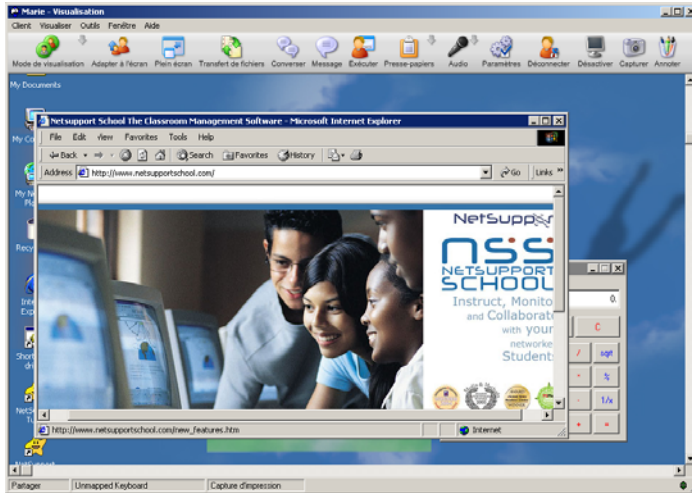 Marie - Visualisation
Client Visualiser Outils Fenêtre Aide
Mode de visualisation Adapter à l'écran Plein écran Transfert de fichiers Converser Message Exécuter Presse-papiers Audio Paramètres Déconnecter Désactiver Capturer Annoter
My Documents
Netsupport School The Classroom Management Software - Microsoft Internet Explorer
File Edit View Favorites Tools Help
Back Search Favorites History
Address http://www.netsupportschool.com/ Go Links »
NetSuppor
nss
NETSUPPORT
SCHOOL
Instruct, Monito
and Collaborat
with your
networke
Student
0.
C
/ sqrt
* %
- 1/x
+ =
http://www.netsupportschool.com/new_features.htm Internet
Partager Unmapped Keyboard Capture d'impression